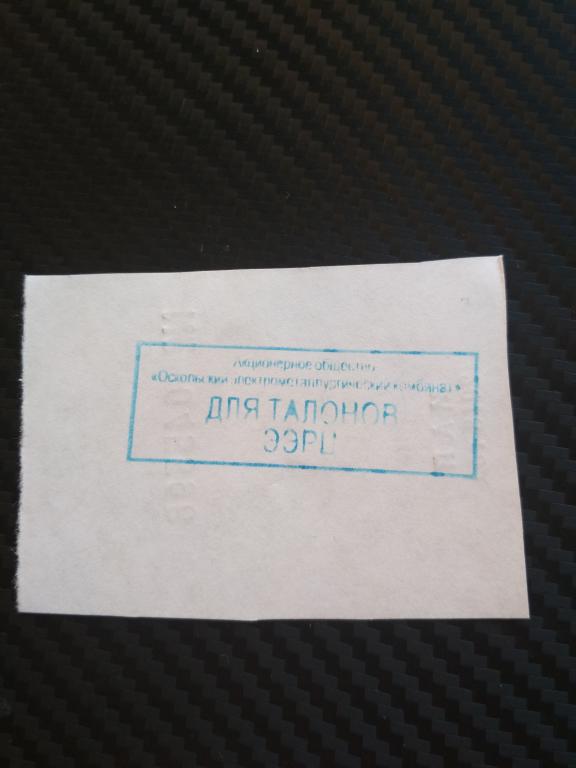 Акционерное общество
«Оскольский электрометаллургический комбинат»
ДЛЯ ТАЛОНОВ
ЭЭРЦ